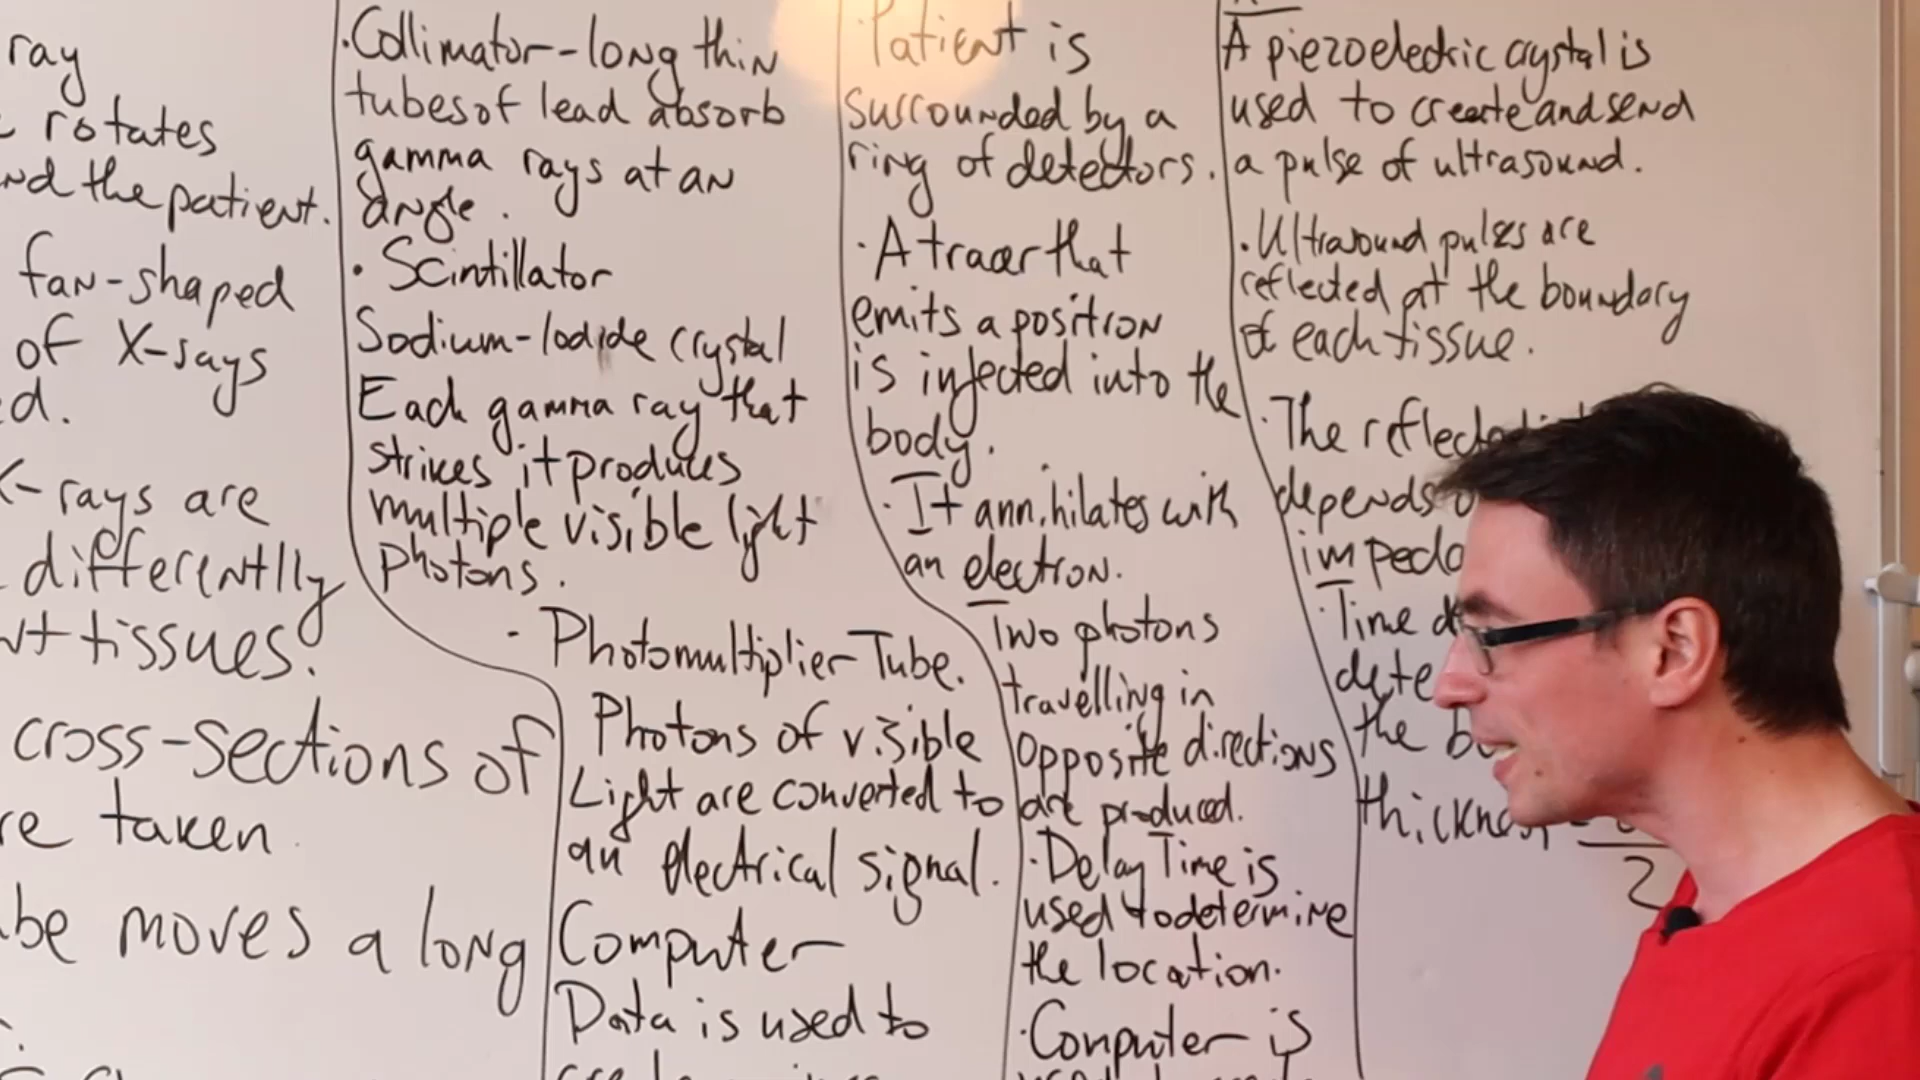 ray
rotates
nd the patient.
fan-shaped
of X-rays
d.
X-rays are
differently
nt tissues.
cross-sections of
re taken
be moves along
·Collimator-long thin
tubes of lead absorb
gamma rays at an
angle.
· Scintillator
Sodium-Iodide crystal
Each gamma ray that
strikes it produces
multiple visible light
photons.
· Photomultiplier Tube.
Photons of visible
Light are converted to
an electrical signal.
Computer
Data is used to
·Patient is
surrounded by a
ring of detectors.
·A tracer that
emits a position
is injected into the
body.
·It annihilates with
an electron.
Two photons
travelling in
opposite directions
are produced.
·Delay Time is
used to determine
the location.
·Computer is
A piezoelectric crystal is
used to create and send
a pulse of ultrasound.
·Ultrasound pulses are
reflected at the boundary
of each tissue.
·The reflected
depends o
impeda
·Time d
dete
the b
thickness =
2